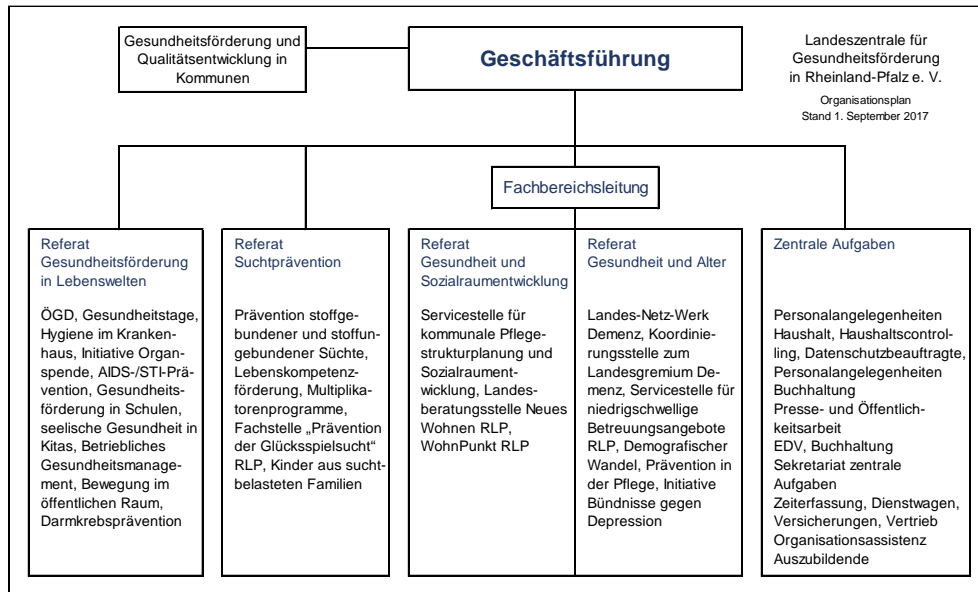 Gesundheitsförderung und
Qualitätsentwicklung in
Kommunen
Geschäftsführung
Landeszentrale für
Gesundheitsförderung
in Rheinland-Pfalz e. V.
Organisationsplan
Stand 1. September 2017
Fachbereichsleitung
Referat
Gesundheitsförderung
in Lebenswelten
ÖGD, Gesundheitstage,
Hygiene im Kranken-
haus, Initiative Organ-
spende, AIDS-/STI-Prä-
vention, Gesundheits-
förderung in Schulen,
seelische Gesundheit in
Kitas, Betriebliches
Gesundheitsmanage-
ment, Bewegung im
öffentlichen Raum,
Darmkrebsprävention
Referat
Suchtprävention
Prävention stoffge-
bundener und stoffun-
gebundener Süchte,
Lebenskompetenz-
förderung, Multiplika-
torenprogramme,
Fachstelle „Prävention
der Glücksspielsucht“
RLP, Kinder aus sucht-
belasteten Familien
Referat
Gesundheit und
Sozialraumentwicklung
Servicestelle für
kommunale Pflege-
strukturplanung und
Sozialraument-
wicklung, Landes-
beratungsstelle Neues
Wohnen RLP,
WohnPunkt RLP
Referat
Gesundheit und Alter
Landes-Netz-Werk
Demenz, Koordinie-
rungsstelle zum
Landesgremium De-
menz, Servicestelle für
niedrigschwellige
Betreuungsangebote
RLP, Demografischer
Wandel, Prävention in
der Pflege, Initiative
Bündnisse gegen
Depression
Zentrale Aufgaben
Personalangelegenheiten
Haushalt, Haushaltscontrol-
ling, Datenschutzbeauftragte,
Personalangelegenheiten
Buchhaltung
Presse- und Öffentlich-
keitsarbeit
EDV, Buchhaltung
Sekretariat zentrale
Aufgaben
Zeiterfassung, Dienstwagen,
Versicherungen, Vertrieb
Organisationsassistenz
Auszubildende